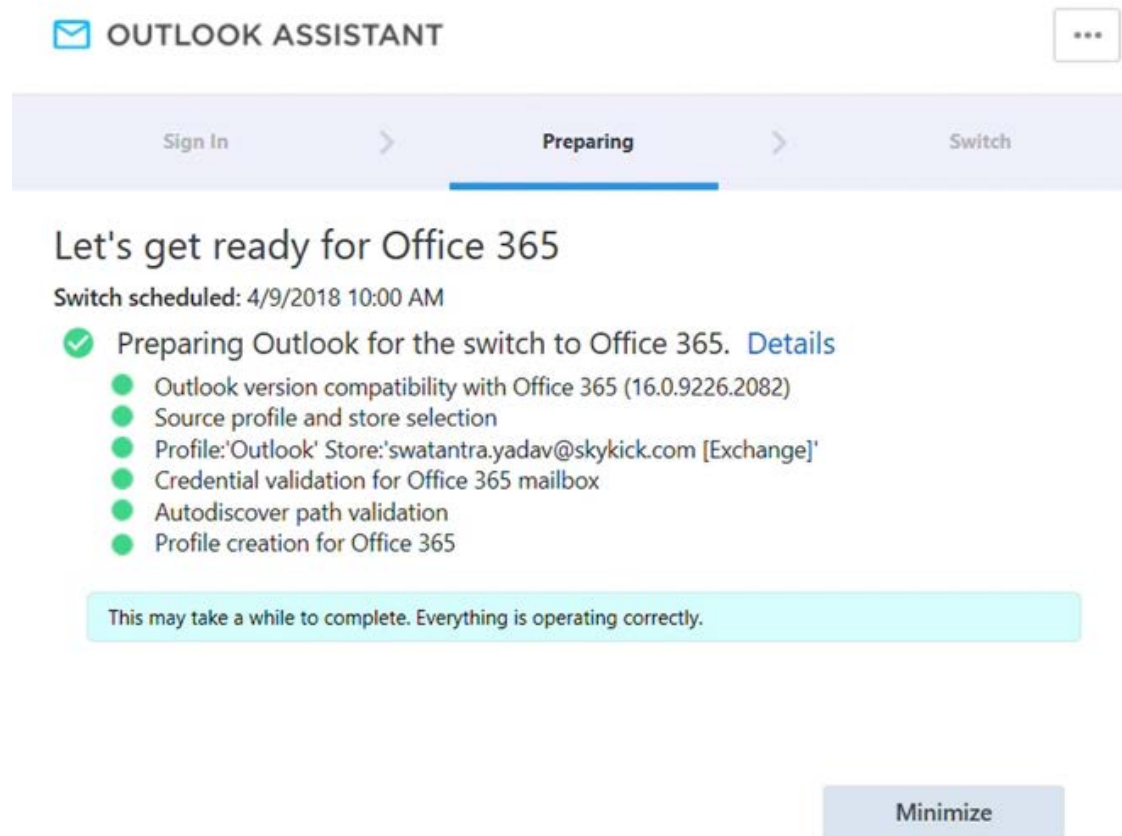 OUTLOOK ASSISTANT
Sign In
Preparing
Switch
Let's get ready for Office 365
Switch scheduled: 4/9/2018 10:00 AM
Preparing Outlook for the switch to Office 365. Details
Outlook version compatibility with Office 365 (16.0.9226.2082)
Source profile and store selection
Profile:'Outlook' Store:'swatantra.yadav@skykick.com [Exchange]'
Credential validation for Office 365 mailbox
Autodiscover path validation
Profile creation for Office 365
This may take a while to complete. Everything is operating correctly.
Minimize